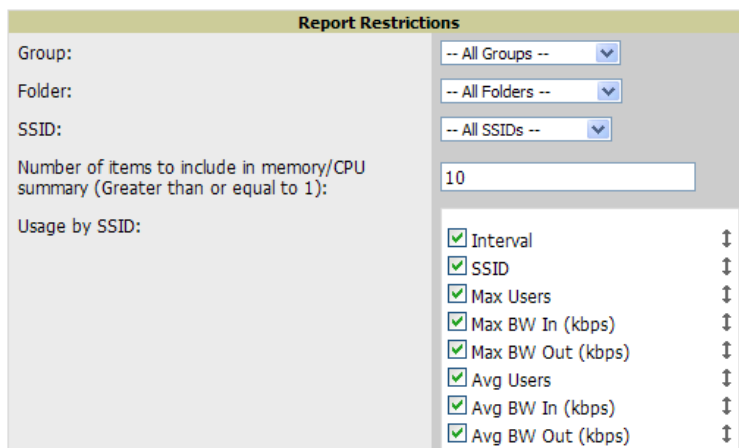 Report Restrictions
Group:
-- All Groups --
Folder:
-- All Folders --
SSID:
-- All SSIDs --
Number of items to include in memory/CPU
summary (Greater than or equal to 1):
10
Usage by SSID:
Interval
SSID
Max Users
Max BW In (kbps)
Max BW Out (kbps)
Avg Users
Avg BW In (kbps)
Avg BW Out (kbps)